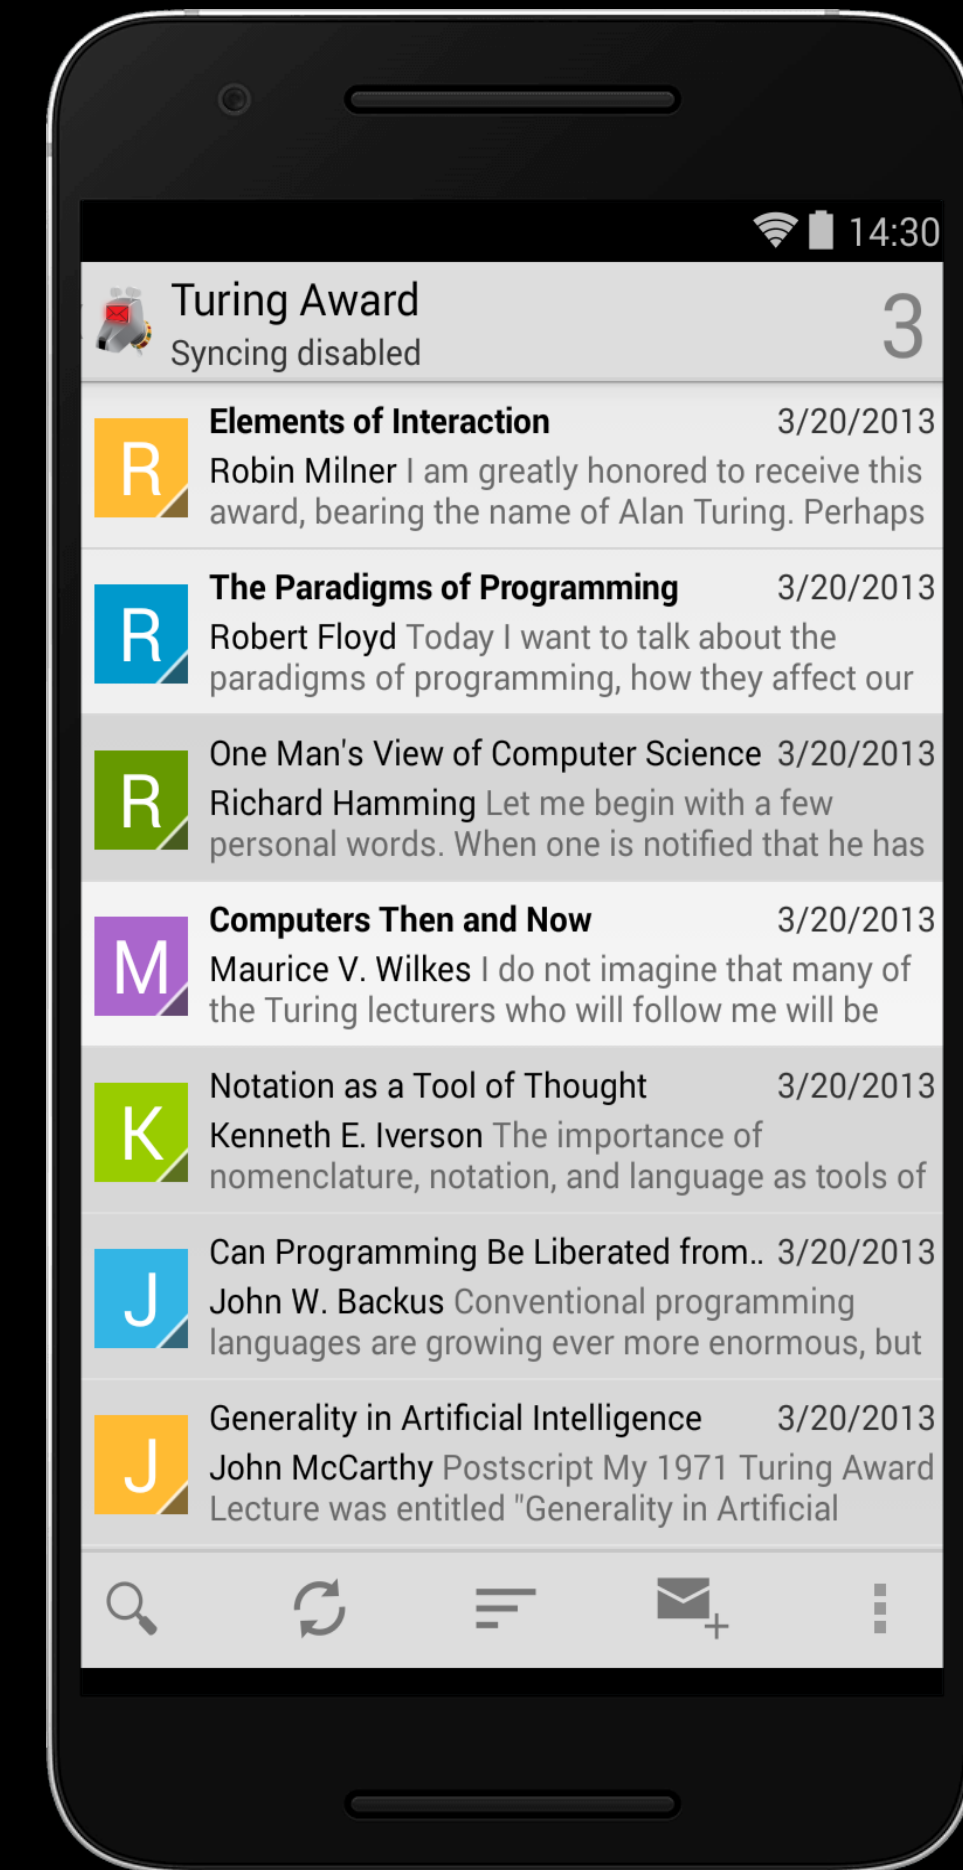 14:30
Turing Award
3
Syncing disabled
R
Elements of Interaction 3/20/2013
Robin Milner I am greatly honored to receive this
award, bearing the name of Alan Turing. Perhaps
R
The Paradigms of Programming 3/20/2013
Robert Floyd Today I want to talk about the
paradigms of programming, how they affect our
R
One Man's View of Computer Science 3/20/2013
Richard Hamming Let me begin with a few
personal words. When one is notified that he has
M
Computers Then and Now 3/20/2013
Maurice V. Wilkes I do not imagine that many of
the Turing lecturers who will follow me will be
K
Notation as a Tool of Thought 3/20/2013
Kenneth E. Iverson The importance of
nomenclature, notation, and language as tools of
J
Can Programming Be Liberated from.. 3/20/2013
John W. Backus Conventional programming
languages are growing ever more enormous, but
J
Generality in Artificial Intelligence 3/20/2013
John McCarthy Postscript My 1971 Turing Award
Lecture was entitled "Generality in Artificial